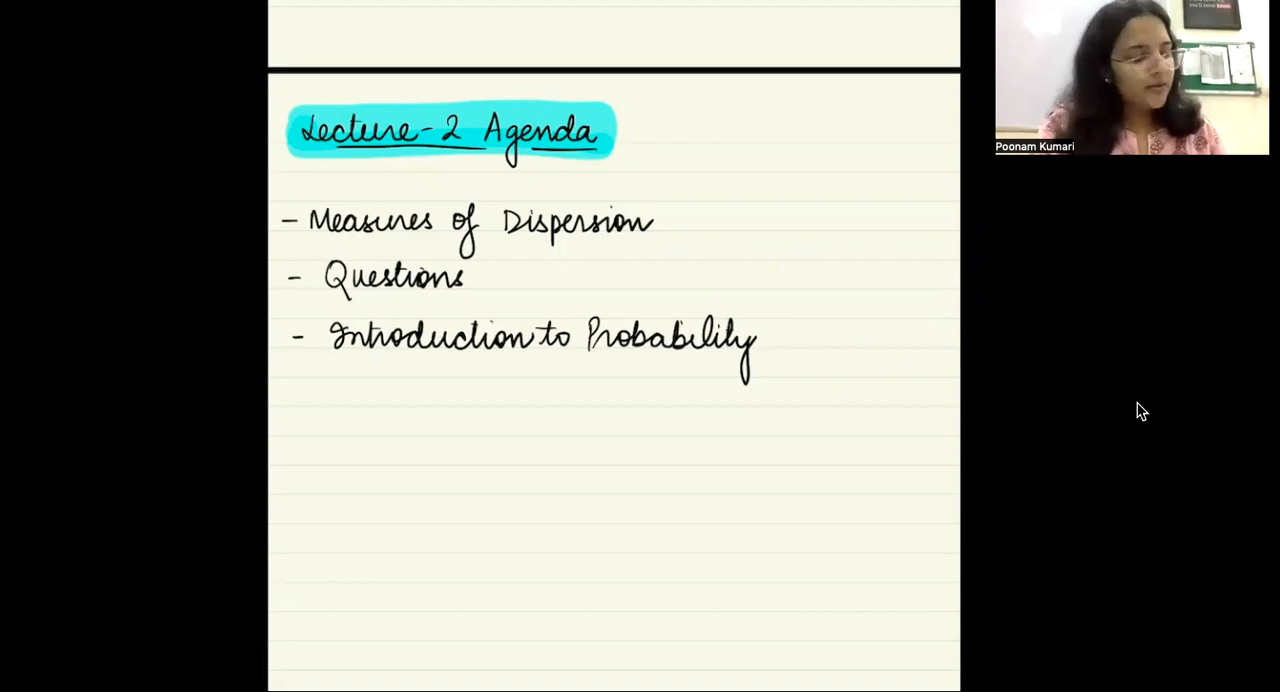 Lecture-2 Agenda
- Measures of Dispersion
- Questions
- Introduction to Probability
Poonam Kumari